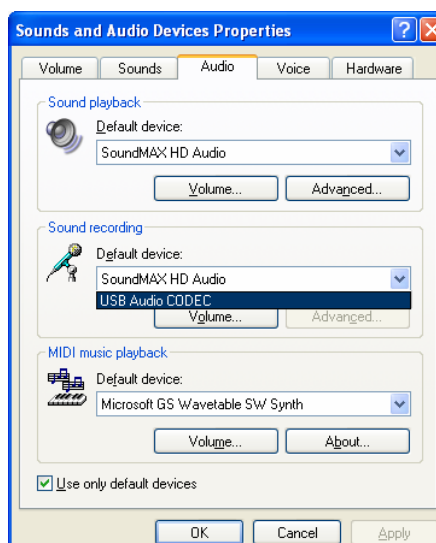 Sounds and Audio Devices Properties
Volume Sounds Audio Voice Hardware
Sound playback
Default device:
SoundMAX HD Audio
Volume... Advanced...
Sound recording
Default device:
SoundMAX HD Audio
USB Audio CODEC
Volume... Advanced...
MIDI music playback
Default device:
Microsoft GS Wavetable SW Synth
Volume... About...
Use only default devices
OK Cancel Apply